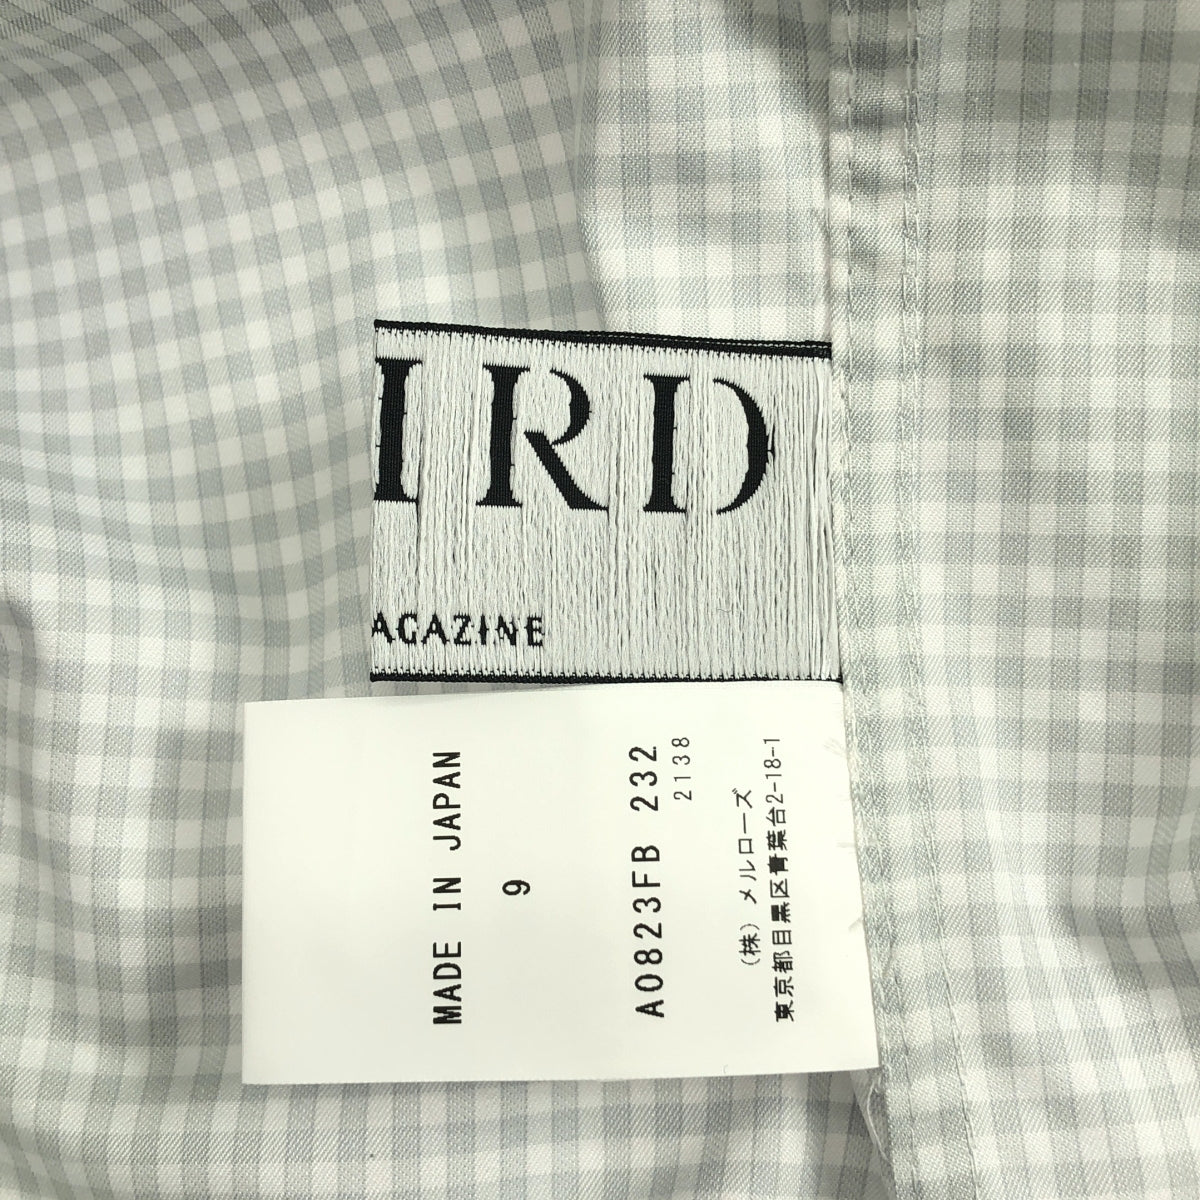 IRD
AGAZINE
MADE IN JAPAN
9
A0823FB 232
2138
(株) メルローズ
東京都目黒区青葉台2-18-1